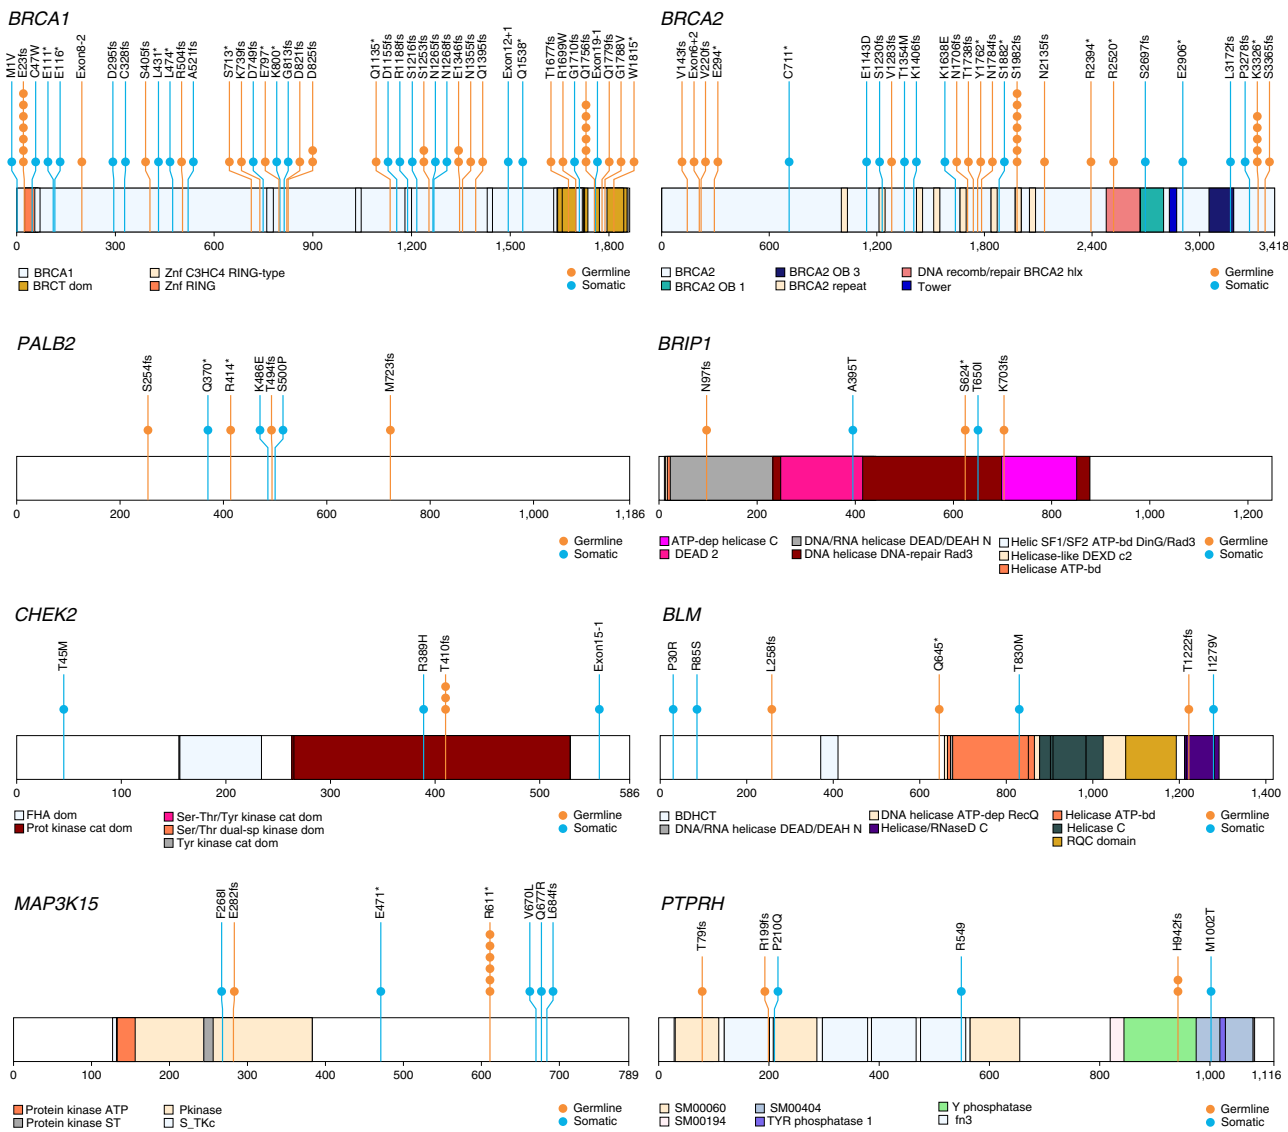 BRCA1
M1V E23fs C47W E111* E116* Exon8-2 D295fs C328fs S405fs L431* L474* R504fs A521fs S713* K739fs D749fs E797* K800* G813fs D821fs D825fs Q1135* D1155fs R1188fs S1216fs S1253fs N1265fs N1268fs E1346fs N1355fs Q1395fs Exon12+1 Q1538* T1677fs R1699W G1710fs Q1756fs Exon19-1 Q1779fs G1788V W1815*
0 300 600 900 1,200 1,500 1,800
BRCA1
BRCT dom
Znf C3HC4 RING-type
Znf RING
Germline
Somatic
BRCA2
V143fs Exon6+2 V220fs E294* C711* E1143D S1230fs V1283fs T1354M K1406fs K1638E N1706fs T1738fs Y1762* N1784fs S1882* S1982fs N2135fs R2394* R2520* S2697fs E2906* L3172fs P3278fs K3326* S3365fs
0 600 1,200 1,800 2,400 3,000 3,418
BRCA2
BRCA2 OB 1
BRCA2 OB 3
BRCA2 repeat
DNA recomb/repair BRCA2 hlx
Tower
Germline
Somatic
PALB2
S254fs Q370* R414* K486E T494fs S500P M723fs
0 200 400 600 800 1,000 1,186
Germline
Somatic
BRIP1
N97fs A395T S624* T650I K703fs
0 200 400 600 800 1,000 1,200
ATP-dep helicase C
DEAD 2
DNA/RNA helicase DEAD/DEAH N
DNA helicase DNA-repair Rad3
Helic SF1/SF2 ATP-bd DinG/Rad3
Helicase-like DEXD c2
Helicase ATP-bd
Germline
Somatic
CHEK2
T45M R389H T410fs Exon15-1
0 100 200 300 400 500 586
FHA dom
Prot kinase cat dom
Ser-Thr/Tyr kinase cat dom
Ser/Thr dual-sp kinase dom
Tyr kinase cat dom
Germline
Somatic
BLM
P30R R85S L258fs Q645* T830M T1222fs I1279V
0 200 400 600 800 1,000 1,200 1,400
BDHCT
DNA/RNA helicase DEAD/DEAH N
DNA helicase ATP-dep RecQ
Helicase/RNaseD C
Helicase ATP-bd
Helicase C
RQC domain
Germline
Somatic
MAP3K15
F268I E282fs E471* R611* V670L Q677R L684fs
0 100 200 300 400 500 600 700 789
Protein kinase ATP
Protein kinase ST
Pkinase
S_TKc
Germline
Somatic
PTPRH
T79fs R199fs P210Q R549 H942fs M1002T
0 200 400 600 800 1,000 1,116
SM00060
SM00194
SM00404
TYR phosphatase 1
Y phosphatase
fn3
Germline
Somatic